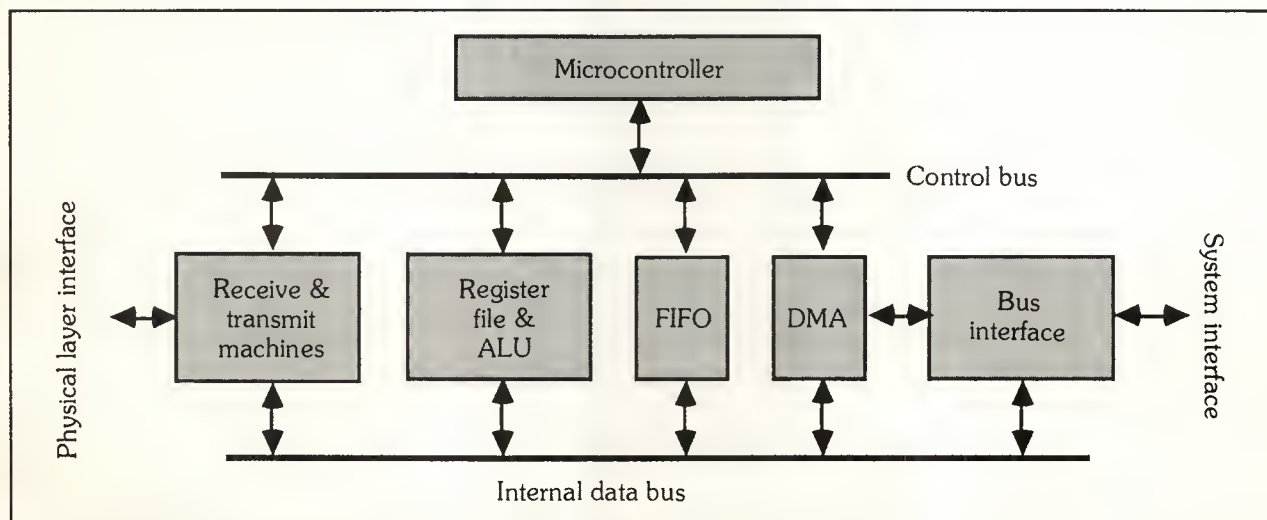 Microcontroller
Control bus
Physical layer interface
Receive &
transmit
machines
Register
file &
ALU
FIFO
DMA
Bus
interface
System interface
Internal data bus